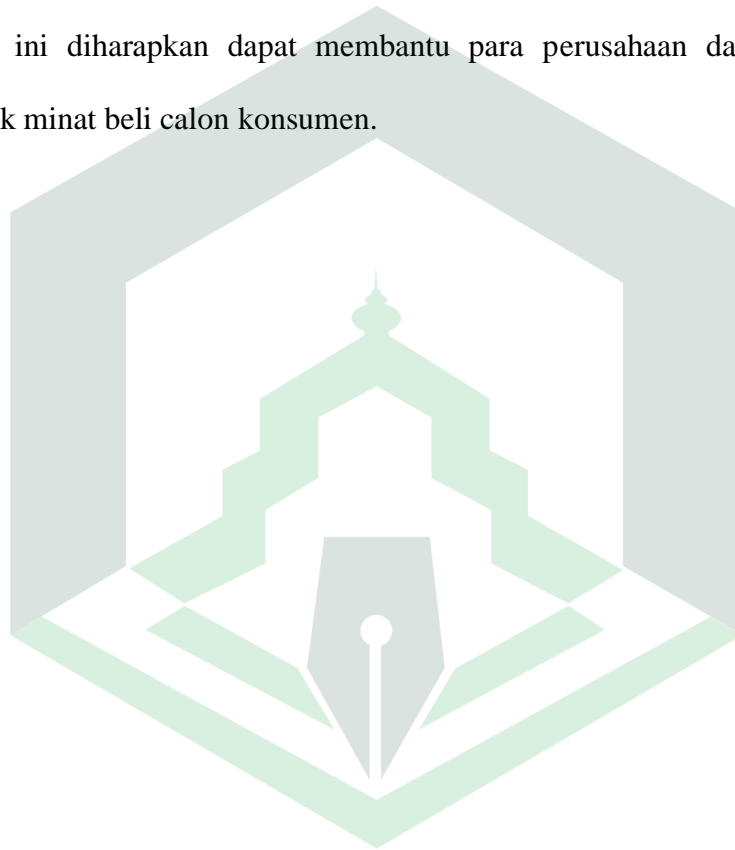 ini diharapkan dapat membantu para perusahaan da
k minat beli calon konsumen.